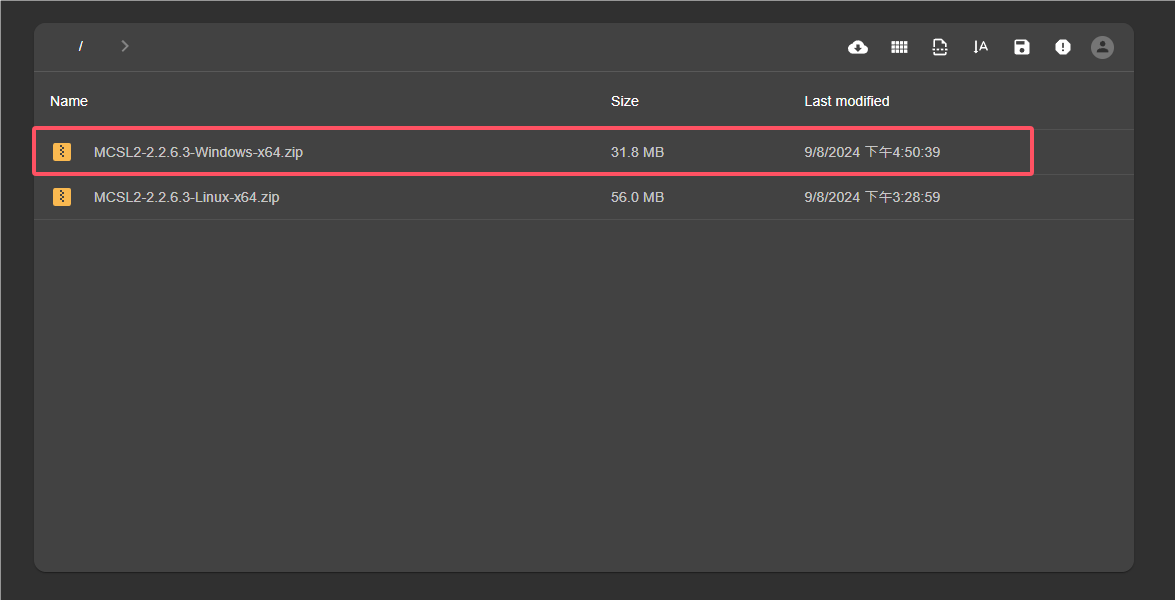 /
Name Size Last modified
MCSL2-2.2.6.3-Windows-x64.zip 31.8 MB 9/8/2024 下午4:50:39
MCSL2-2.2.6.3-Linux-x64.zip 56.0 MB 9/8/2024 下午3:28:59